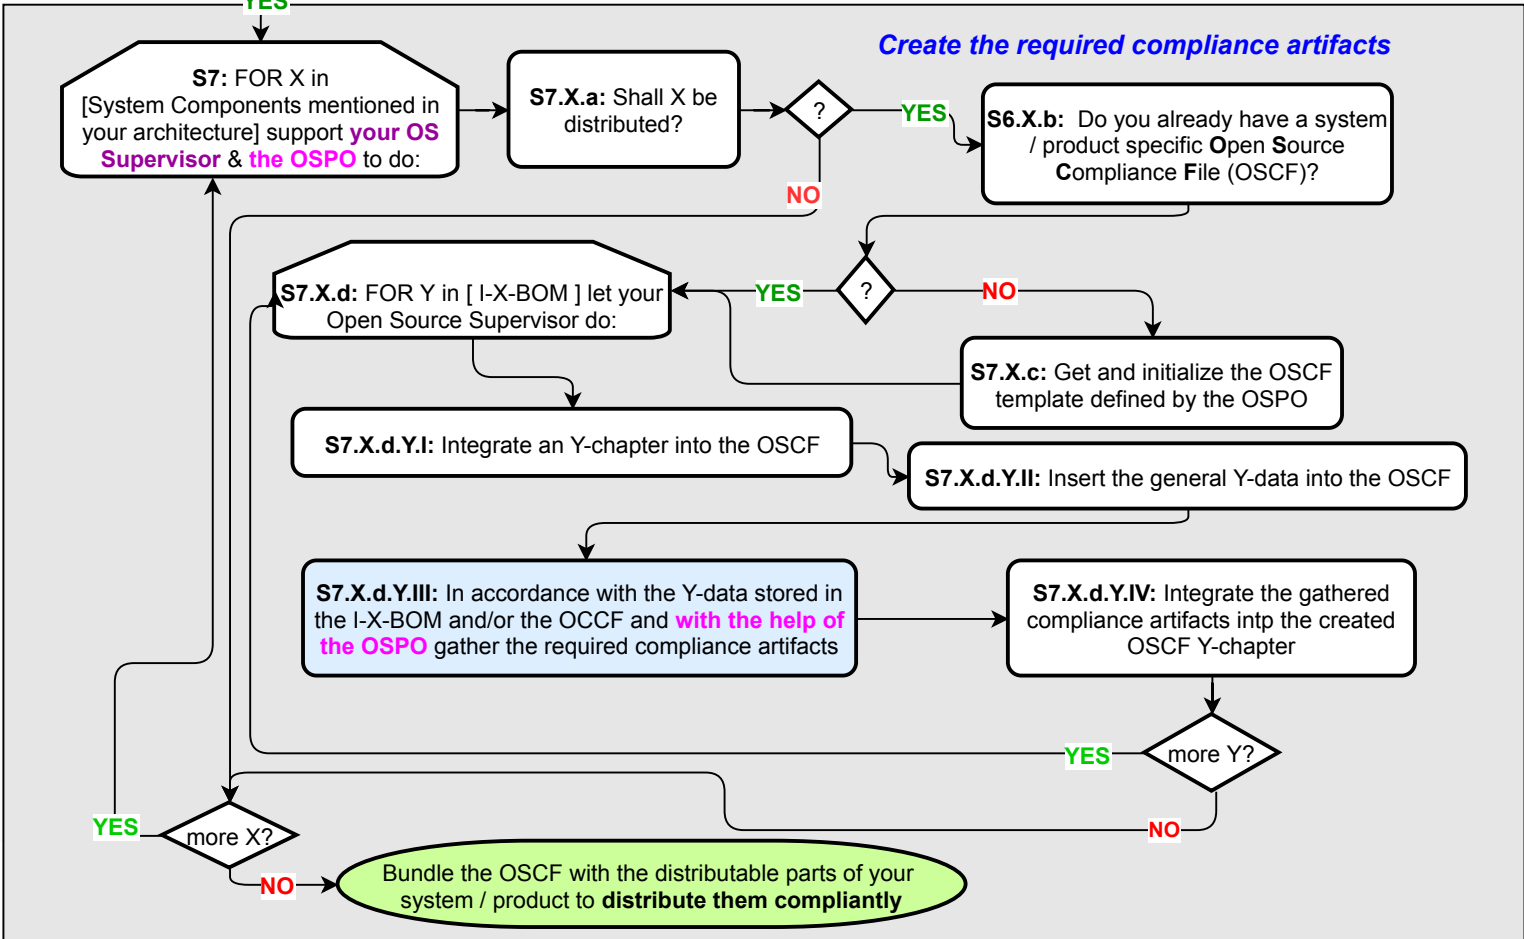 YES
Create the required compliance artifacts
S7: FOR X in
[System Components mentioned in
your architecture] support your OS
Supervisor & the OSPO to do:
S7.X.a: Shall X be
distributed?
?
YES
NO
S6.X.b: Do you already have a system
/ product specific Open Source
Compliance File (OSCF)?
?
YES
NO
S7.X.d: FOR Y in [ I-X-BOM ] let your
Open Source Supervisor do:
S7.X.c: Get and initialize the OSCF
template defined by the OSPO
S7.X.d.Y.I: Integrate an Y-chapter into the OSCF
S7.X.d.Y.II: Insert the general Y-data into the OSCF
S7.X.d.Y.III: In accordance with the Y-data stored in
the I-X-BOM and/or the OCCF and with the help of
the OSPO gather the required compliance artifacts
S7.X.d.Y.IV: Integrate the gathered
compliance artifacts intp the created
OSCF Y-chapter
more Y?
YES
NO
more X?
YES
NO
Bundle the OSCF with the distributable parts of your
system / product to distribute them compliantly